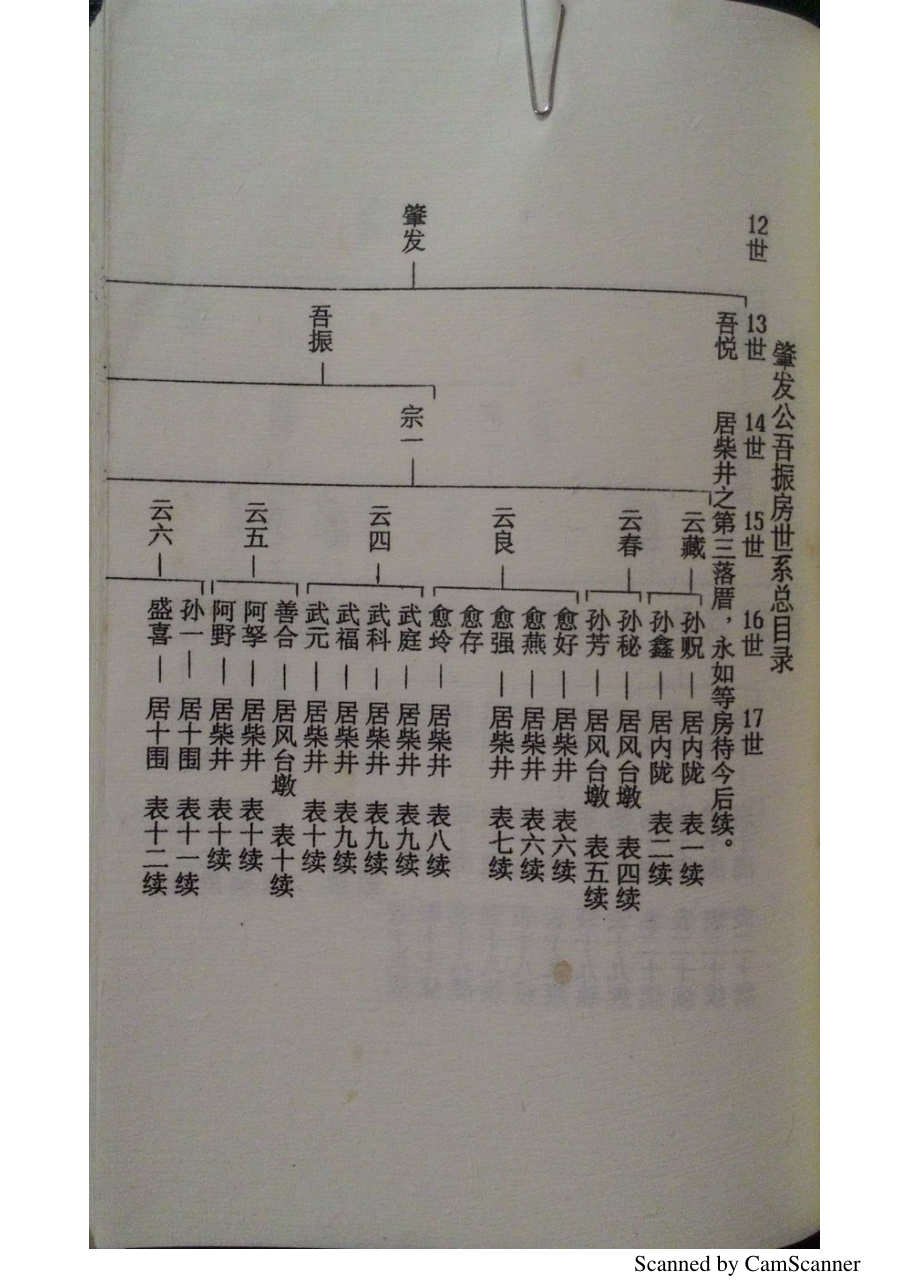 肇发公吾振房世系总目录
12世
13世
14世
15世
16世
17世
肇发
吾悦
居柴井之第三落厝，永如等房待今后续。
吾振
宗一
云藏
孙贶 居内陇 表一续
孙鑫 居内陇 表二续
云春
孙秘 居风台墩 表四续
孙芳 居风台墩 表五续
云良
愈好 居柴井 表六续
愈燕 居柴井 表六续
愈强 居柴井 表七续
愈存
愈坽 居柴井 表八续
云四
武庭 居柴井 表九续
武科 居柴井 表九续
武福 居柴井 表九续
武元 居柴井 表十续
云五
善合 居风台墩 表十续
阿孥 居柴井 表十续
阿野 居柴井 表十续
云六
孙一 居十围 表十一续
盛喜 居十围 表十二续
Scanned by CamScanner